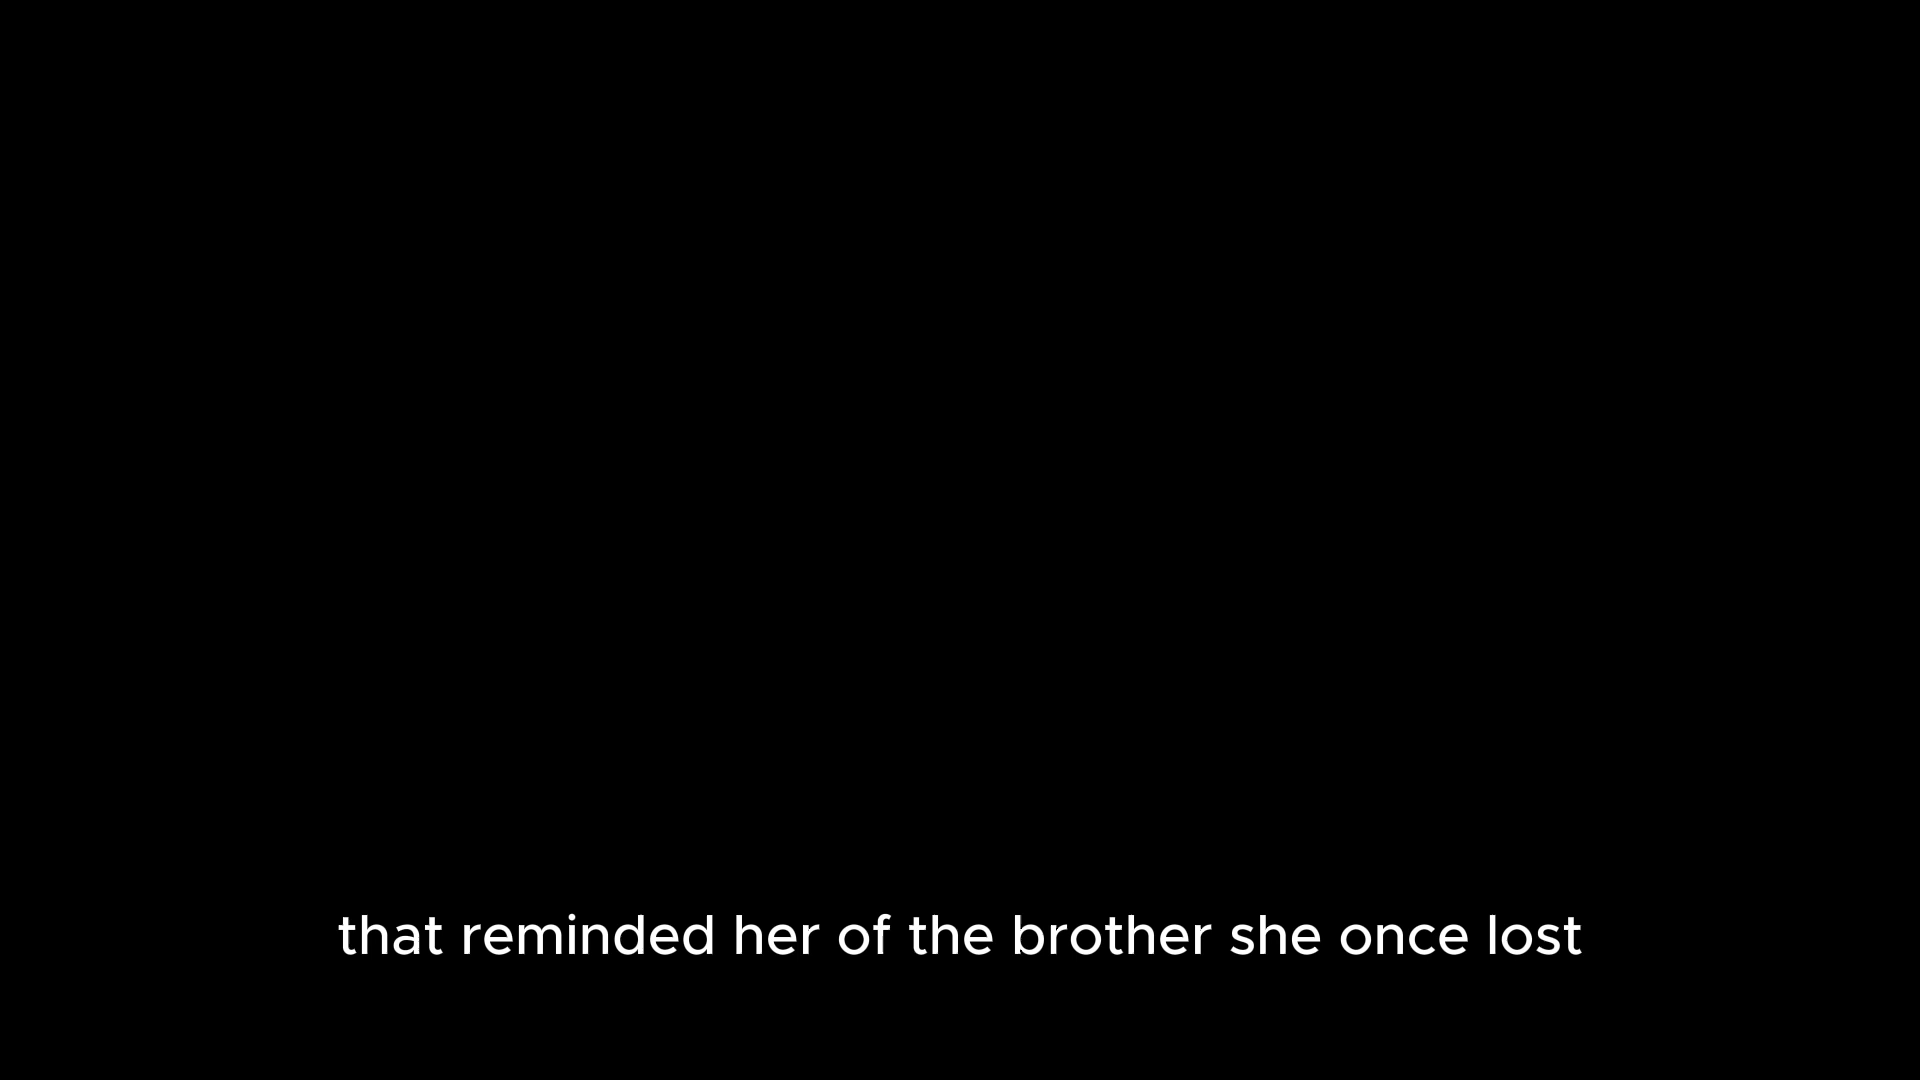 that reminded her of the brother she once lost